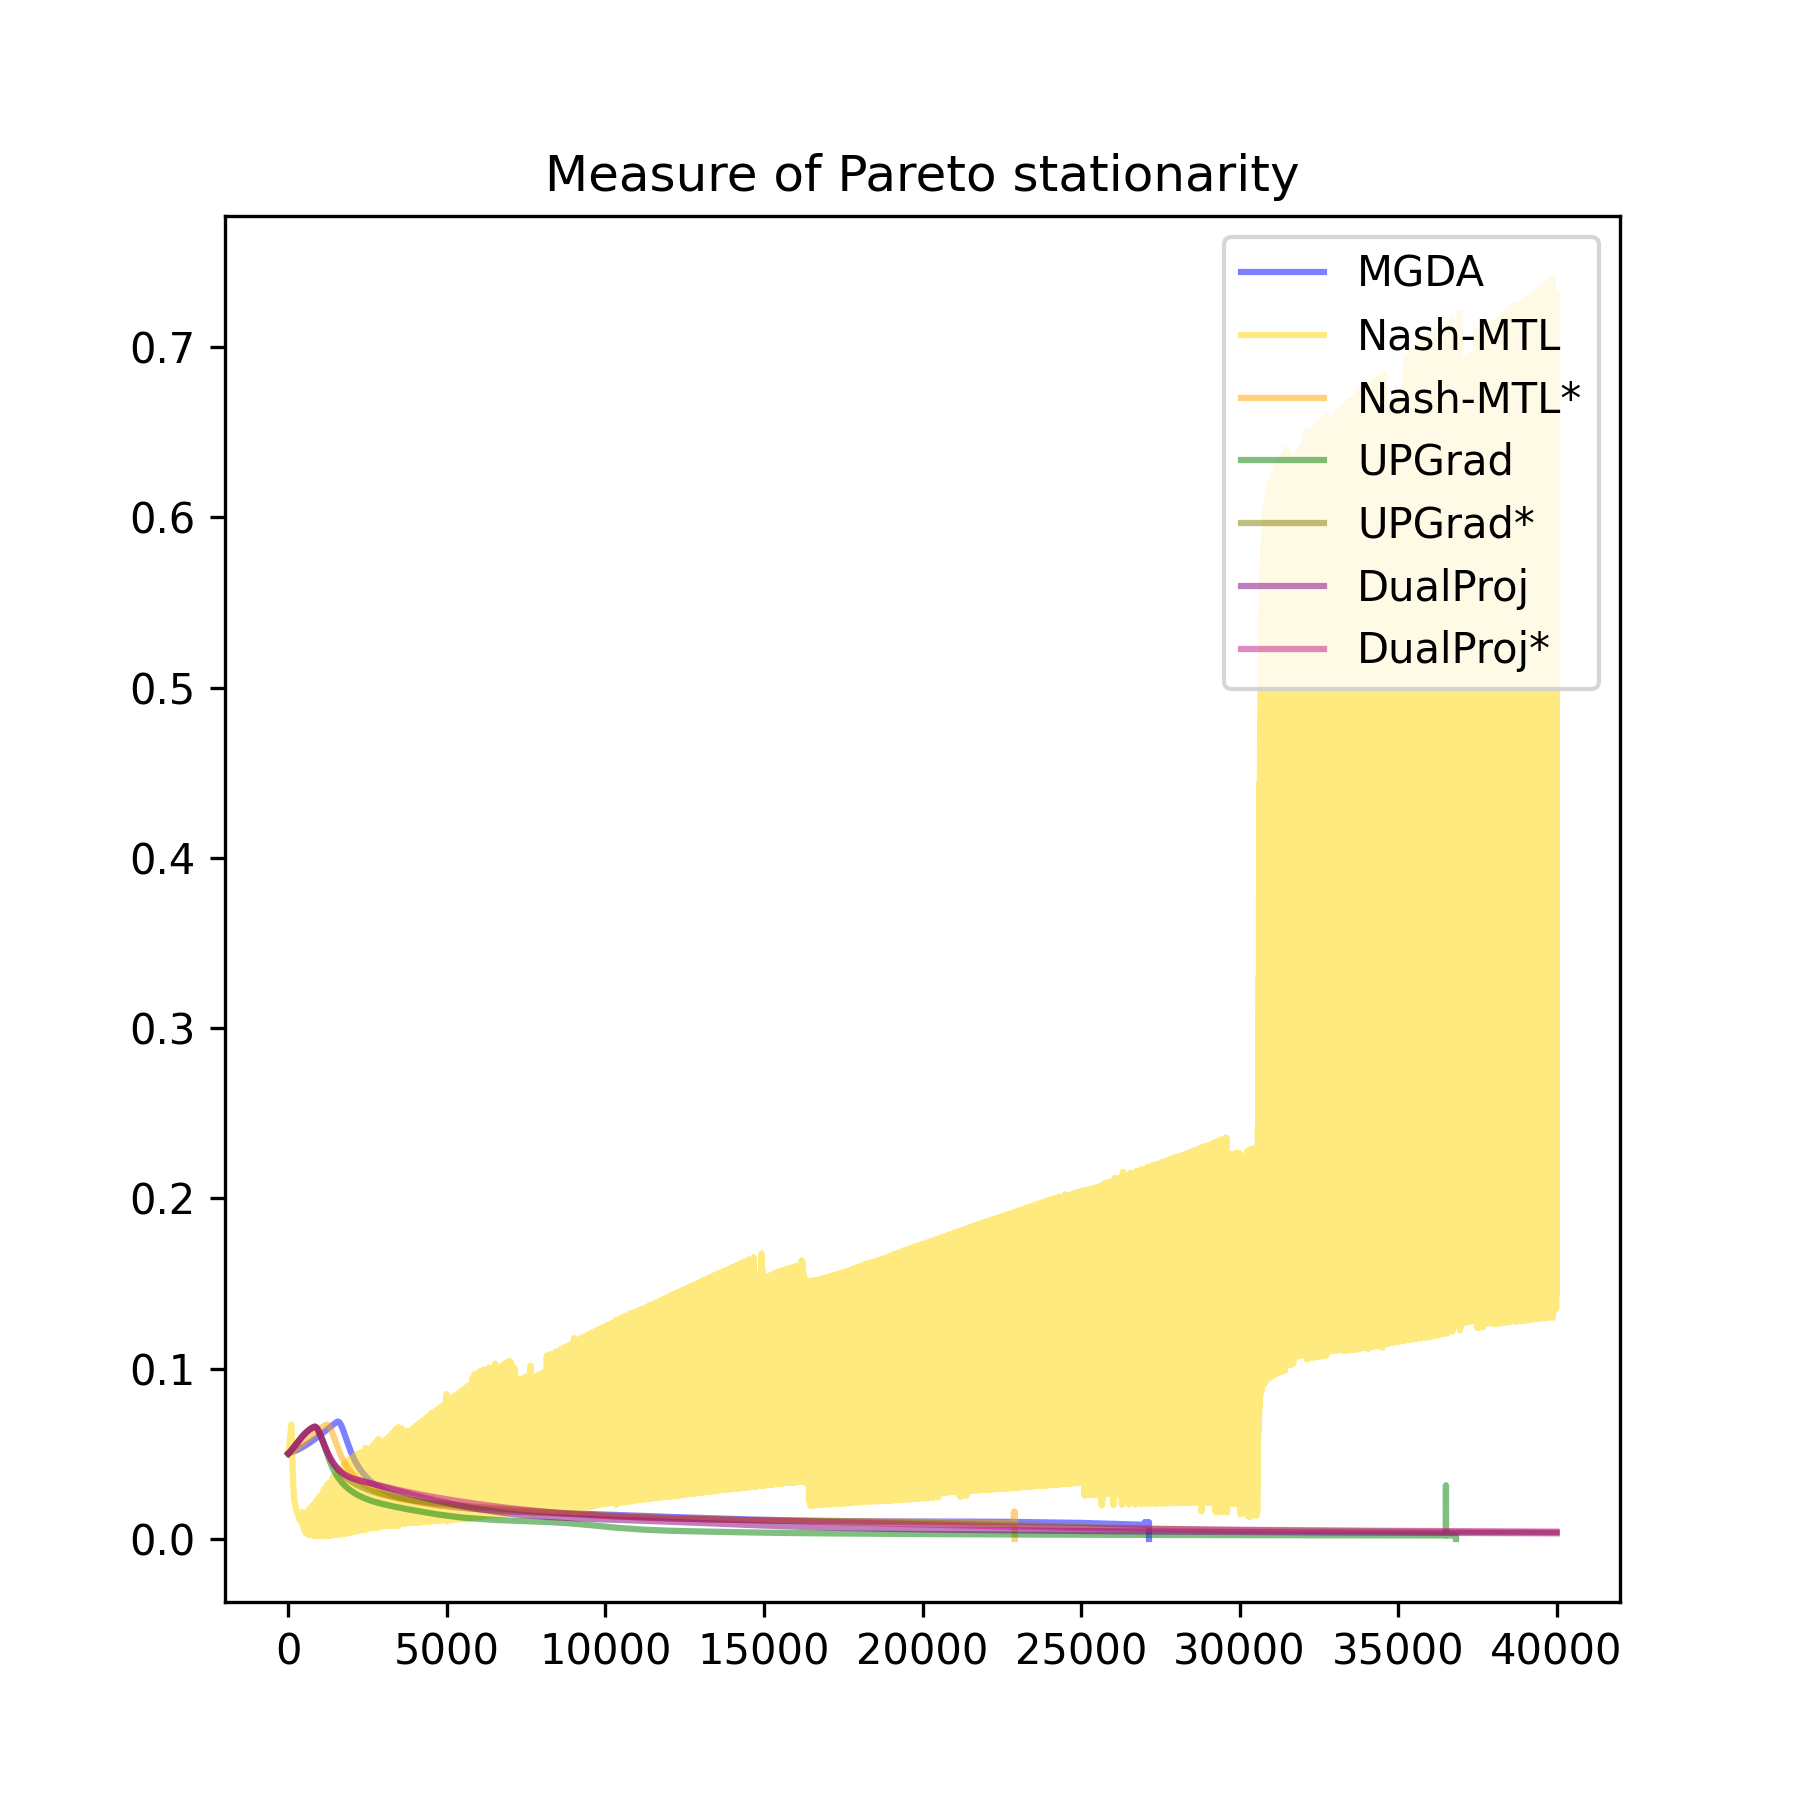 Measure of Pareto stationarity
MGDA
Nash-MTL
Nash-MTL*
UPGrad
UPGrad*
DualProj
DualProj*
0.7
0.6
0.5
0.4
0.3
0.2
0.1
0.0
0 5000 10000 15000 20000 25000 30000 35000 40000